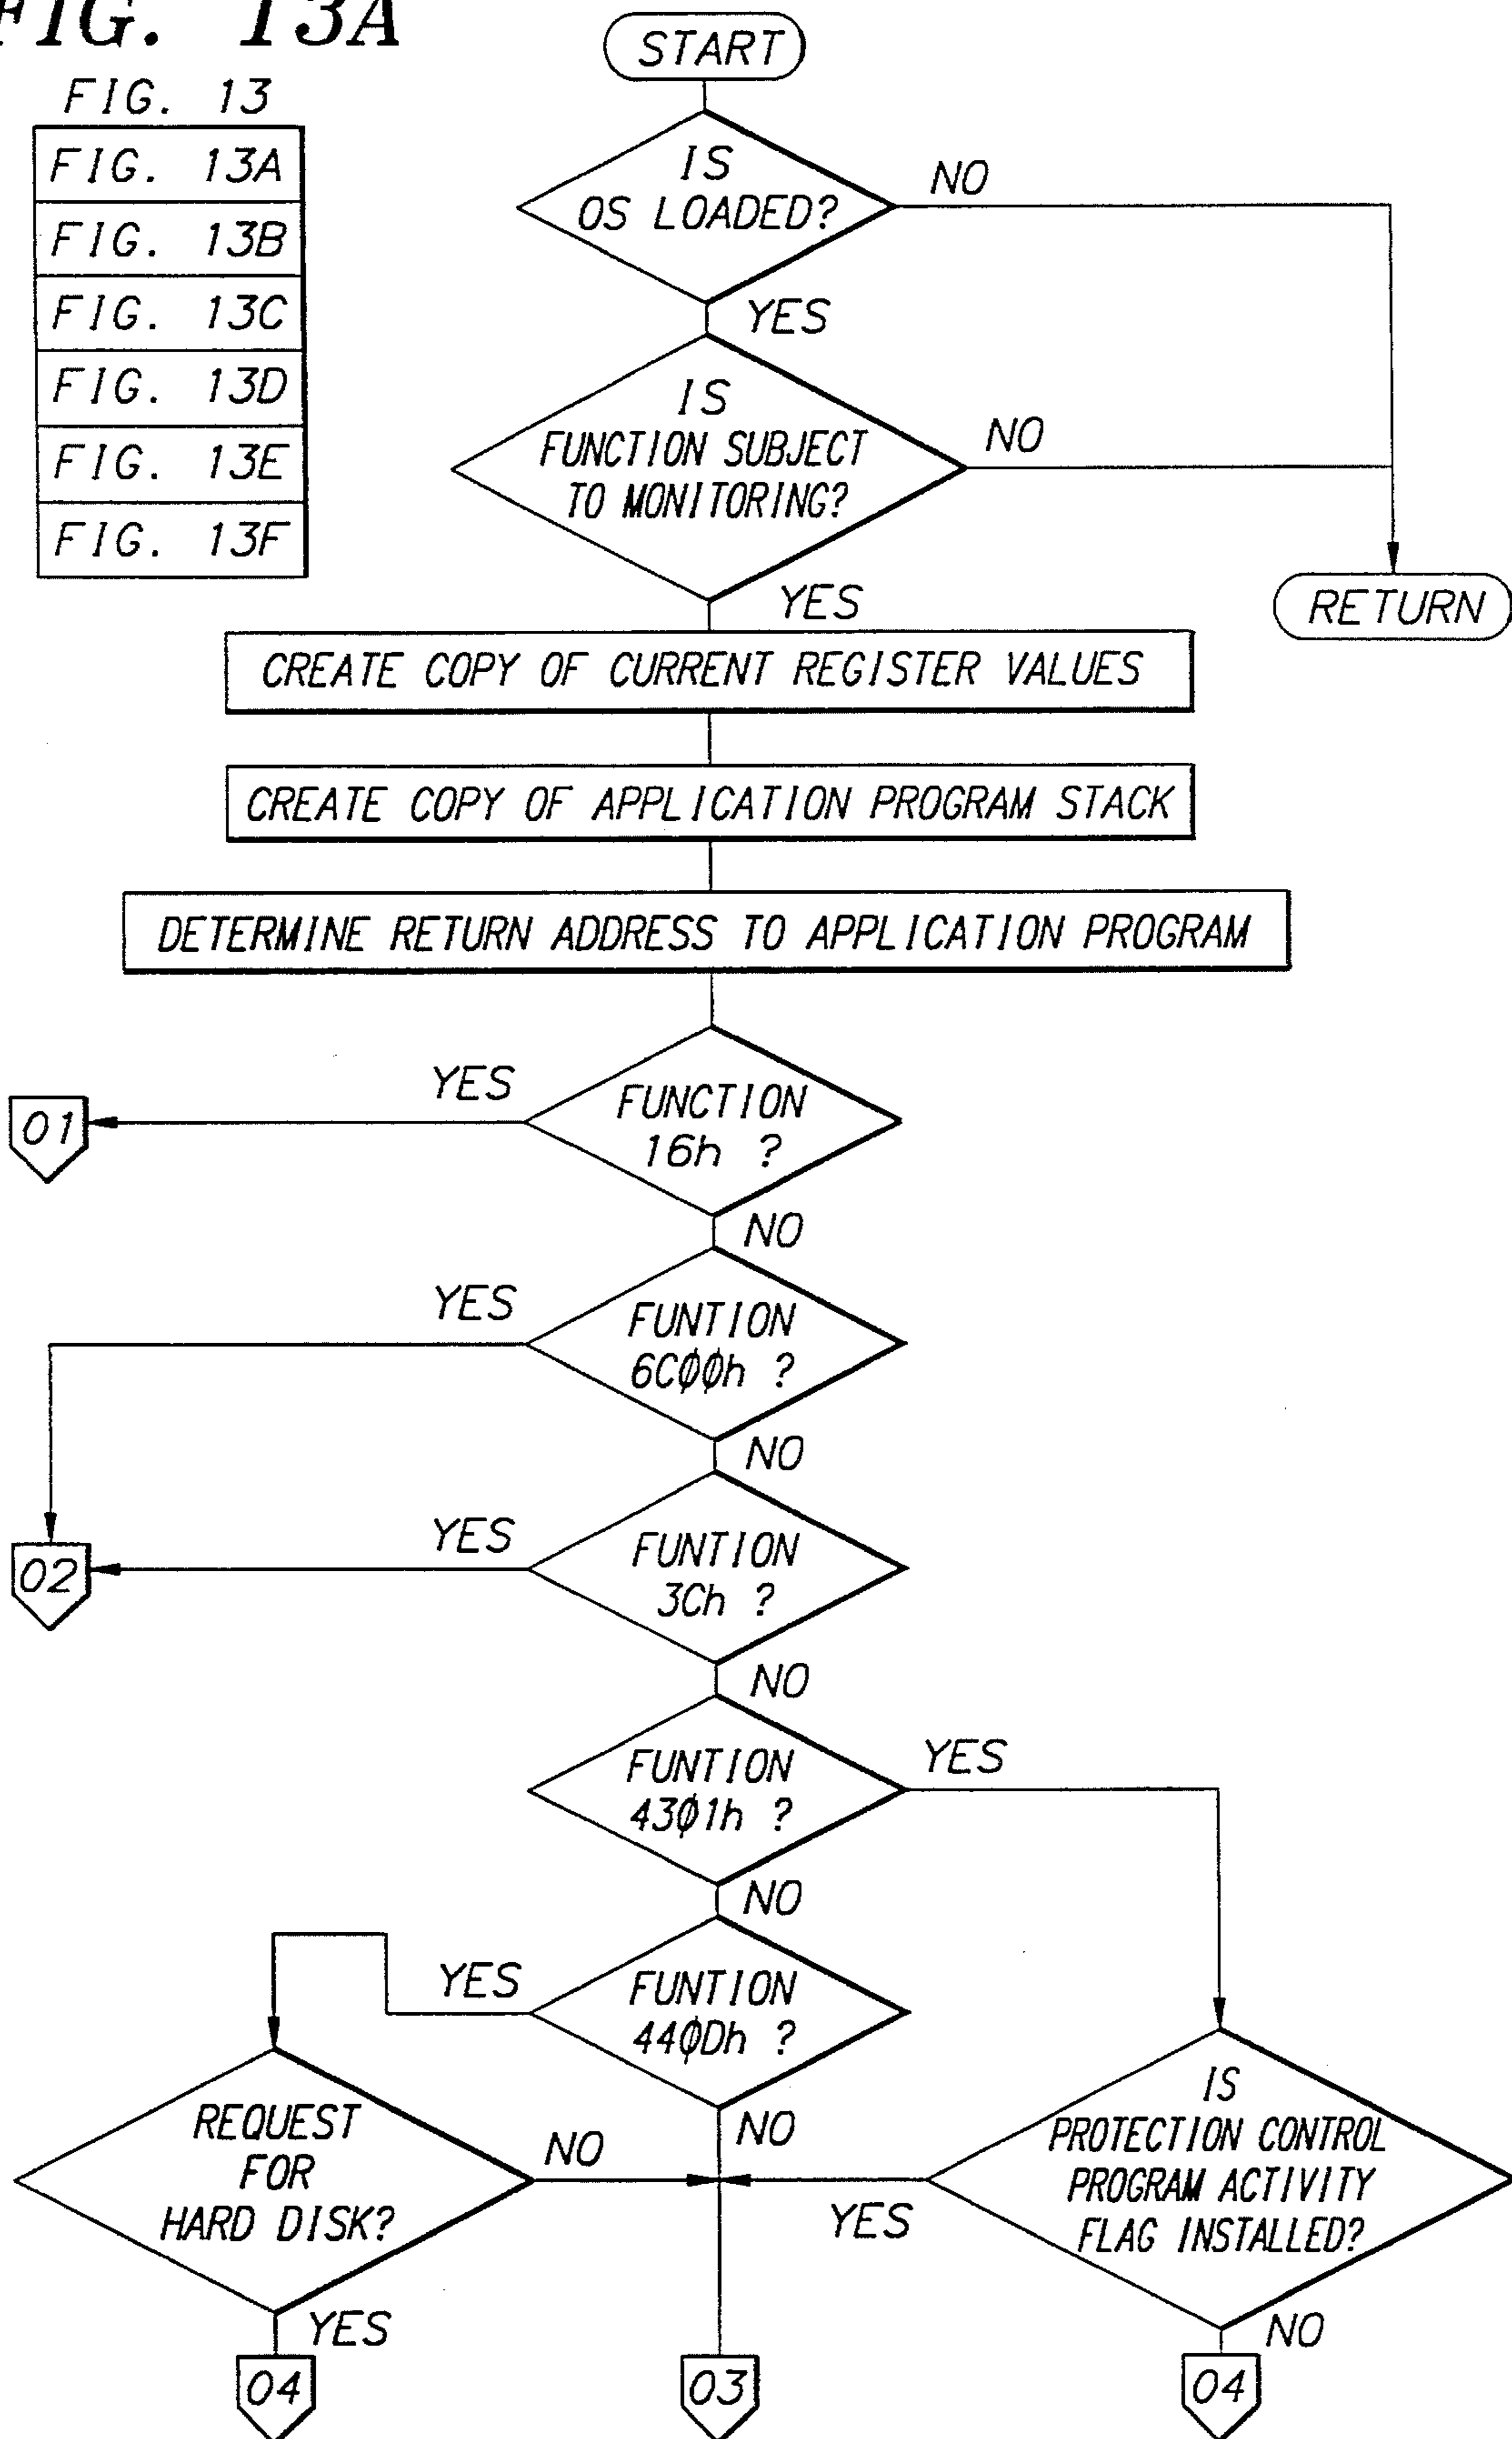 FIG. 13A
FIG. 13
FIG. 13A
FIG. 13B
FIG. 13C
FIG. 13D
FIG. 13E
FIG. 13F
START
IS
OS LOADED?
NO
YES
IS
FUNCTION SUBJECT
TO MONITORING?
NO
YES
RETURN
CREATE COPY OF CURRENT REGISTER VALUES
CREATE COPY OF APPLICATION PROGRAM STACK
DETERMINE RETURN ADDRESS TO APPLICATION PROGRAM
YES
FUNCTION
16h ?
01
NO
YES
FUNTION
6C00h ?
NO
YES
FUNTION
3Ch ?
02
NO
FUNTION
4301h ?
YES
NO
YES
FUNTION
440Dh ?
NO
REQUEST
FOR
HARD DISK?
NO
YES
IS
PROTECTION CONTROL
PROGRAM ACTIVITY
FLAG INSTALLED?
YES
NO
04
03
04